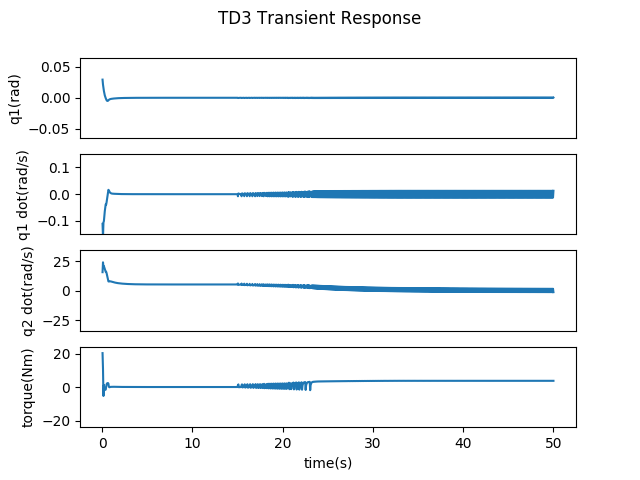 TD3 Transient Response
0.05
0.00
−0.05
q1(rad)
0.1
0.0
−0.1
q1 dot(rad/s)
25
0
−25
q2 dot(rad/s)
20
0
−20
torque(Nm)
0 10 20 30 40 50
time(s)